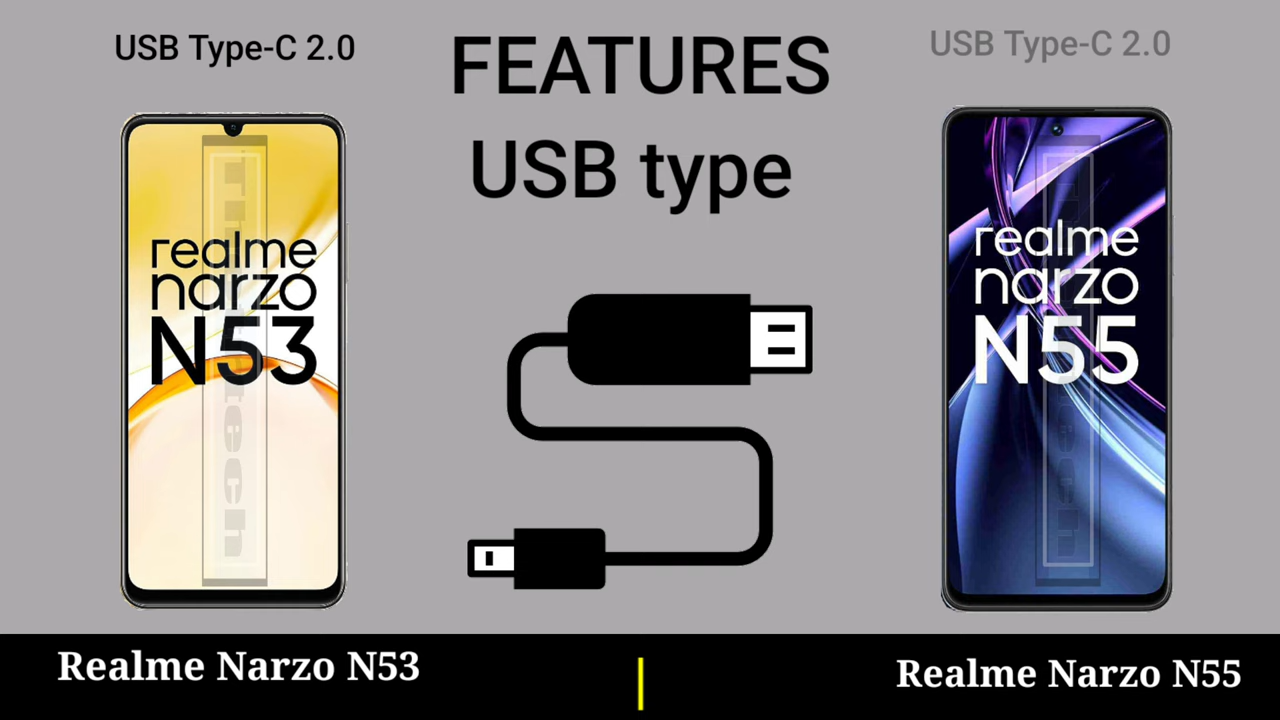 USB Type-C 2.0
FEATURES
USB type
USB Type-C 2.0
realme
narzo
N53
realme
narzo
N55
Realme Narzo N53
Realme Narzo N55